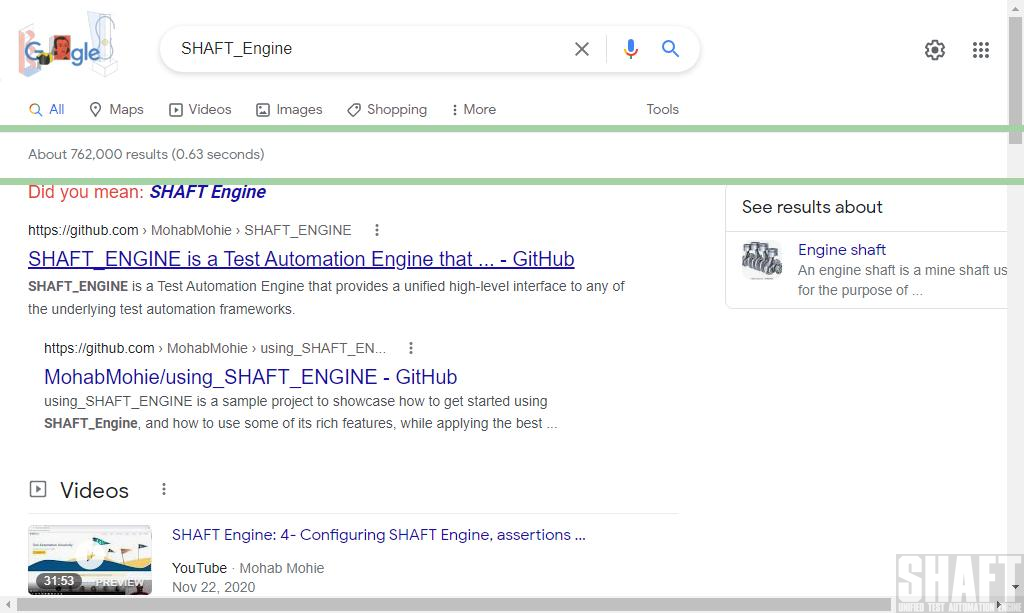 Google
SHAFT_Engine
All Maps Videos Images Shopping More Tools
About 762,000 results (0.63 seconds)
Did you mean: SHAFT Engine
See results about
https://github.com › MohabMohie › SHAFT_ENGINE
SHAFT_ENGINE is a Test Automation Engine that ... - GitHub
SHAFT_ENGINE is a Test Automation Engine that provides a unified high-level interface to any of
the underlying test automation frameworks.
Engine shaft
An engine shaft is a mine shaft us
for the purpose of ...
https://github.com › MohabMohie › using_SHAFT_EN...
MohabMohie/using_SHAFT_ENGINE - GitHub
using_SHAFT_ENGINE is a sample project to showcase how to get started using
SHAFT_Engine, and how to use some of its rich features, while applying the best ...
Videos
31:53
PREVIEW
SHAFT Engine: 4- Configuring SHAFT Engine, assertions ...
YouTube · Mohab Mohie
Nov 22, 2020
SHAFT
UNIFIED TEST AUTOMATION